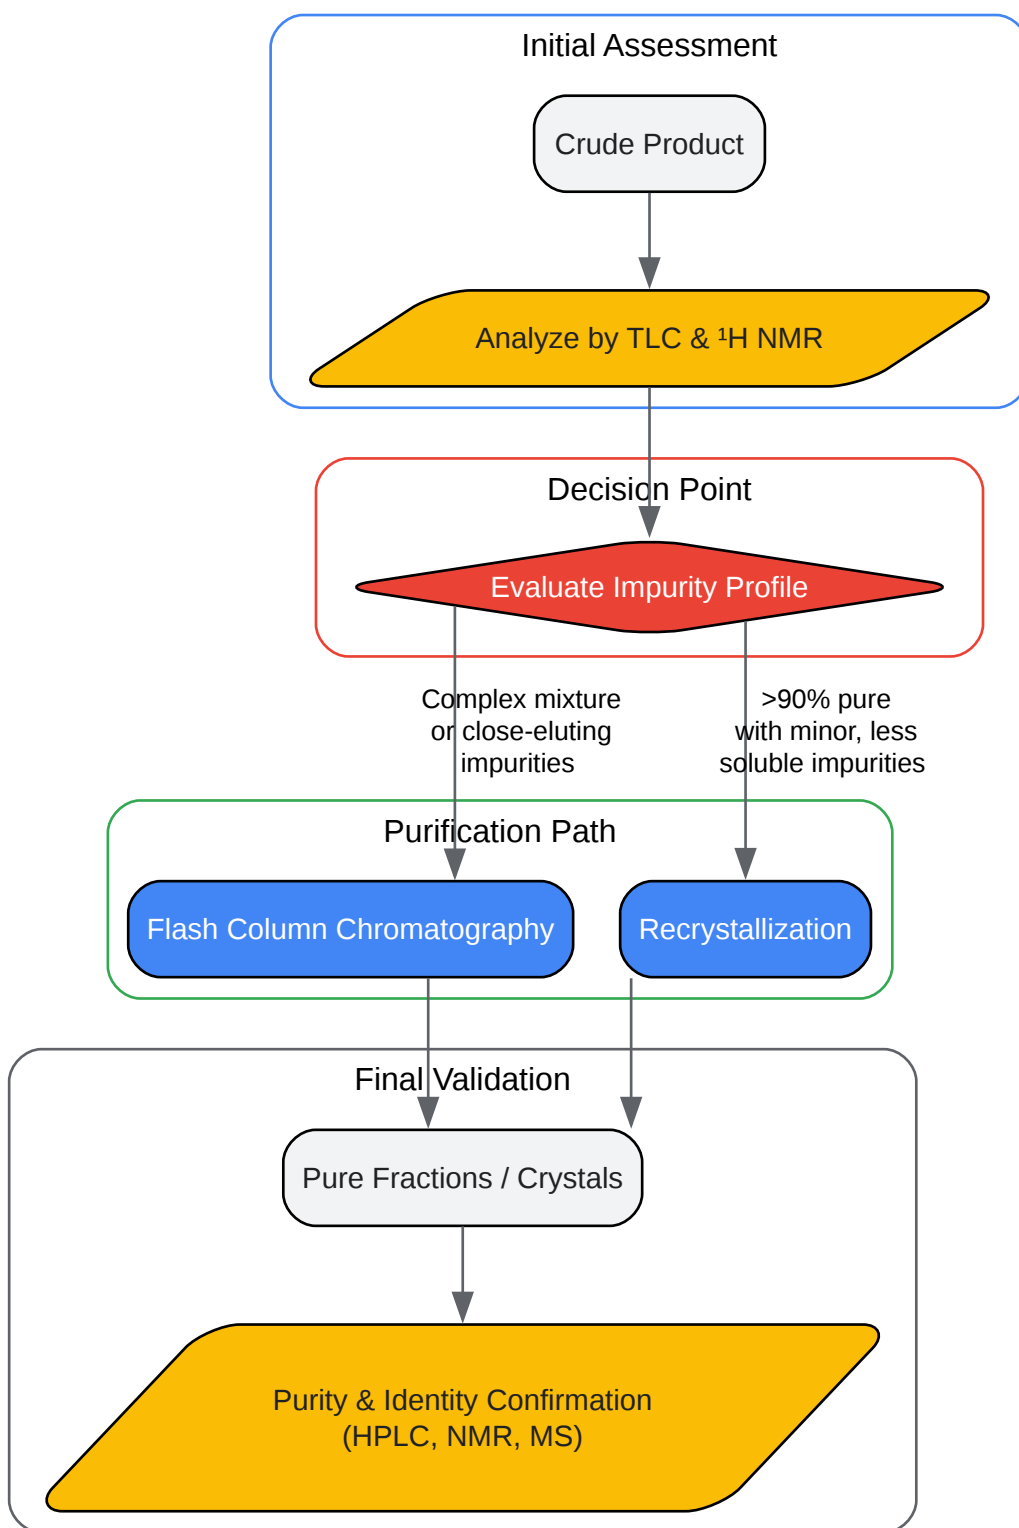 Initial Assessment
Crude Product
Analyze by TLC & ¹H NMR
Decision Point
Evaluate Impurity Profile
Complex mixture
or close-eluting
impurities
>90% pure
with minor, less
soluble impurities
Purification Path
Flash Column Chromatography
Recrystallization
Final Validation
Pure Fractions / Crystals
Purity & Identity Confirmation
(HPLC, NMR, MS)